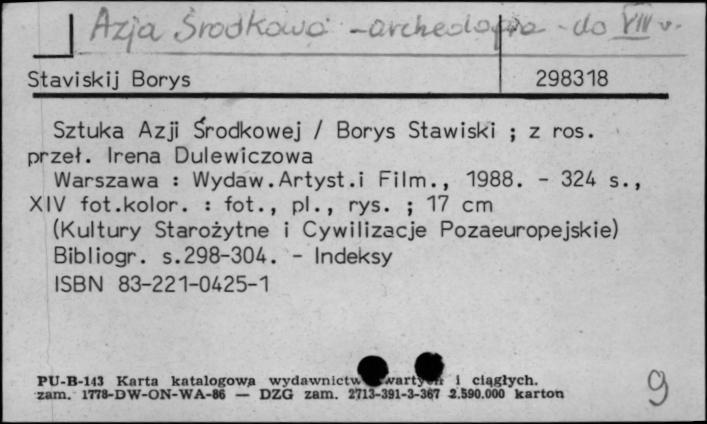 Azja Środkowa - archeologia - do VIII w.
Staviskij Borys 298318
Sztuka Azji Środkowej / Borys Stawiski ; z ros.
przeł. Irena Dulewiczowa
Warszawa : Wydaw.Artyst.i Film., 1988. - 324 s.,
XIV fot.kolor. : fot., pl., rys. ; 17 cm
(Kultury Starożytne i Cywilizacje Pozaeuropejskie)
Bibliogr. s.298-304. - Indeksy
ISBN 83-221-0425-1
PU-B-143 Karta katalogowa wydawnictw zwartych i ciągłych.
zam. 1778-DW-ON-WA-86 — DZG zam. 2713-391-3-367 2.590.000 karton
9